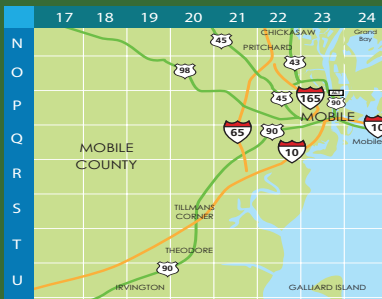 17 18 19 20 21 22 23 24
N
O
P
Q
R
S
T
U
CHICKASAW
Grand
Bay
45
PRITCHARD
43
98
45
165
90
MOBILE
65
90
10
10
Mobile
MOBILE
COUNTY
TILLMANS
CORNER
THEODORE
90
IRVINGTON
GALLIARD ISLAND